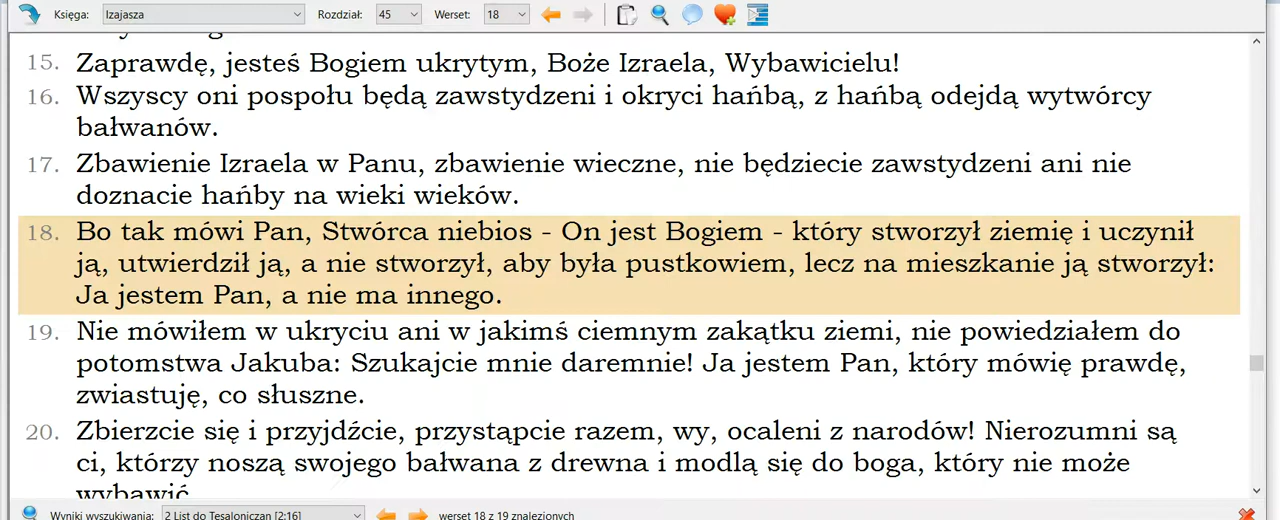 Księga: Izajasza Rozdział: 45 Werset: 18
15. Zaprawdę, jesteś Bogiem ukrytym, Boże Izraela, Wybawicielu!
16. Wszyscy oni pospołu będą zawstydzeni i okryci hańbą, z hańbą odejdą wytwórcy
bałwanów.
17. Zbawienie Izraela w Panu, zbawienie wieczne, nie będziecie zawstydzeni ani nie
doznacie hańby na wieki wieków.
18. Bo tak mówi Pan, Stwórca niebios - On jest Bogiem - który stworzył ziemię i uczynił
ją, utwierdził ją, a nie stworzył, aby była pustkowiem, lecz na mieszkanie ją stworzył:
Ja jestem Pan, a nie ma innego.
19. Nie mówiłem w ukryciu ani w jakimś ciemnym zakątku ziemi, nie powiedziałem do
potomstwa Jakuba: Szukajcie mnie daremnie! Ja jestem Pan, który mówię prawdę,
zwiastuję, co słuszne.
20. Zbierzcie się i przyjdźcie, przystąpcie razem, wy, ocaleni z narodów! Nierozumni są
ci, którzy noszą swojego bałwana z drewna i modlą się do boga, który nie może
wybawić.
Wyniki wyszukiwania: 2 List do Tesaloniczan [2:16] werset 18 z 19 znalezionych